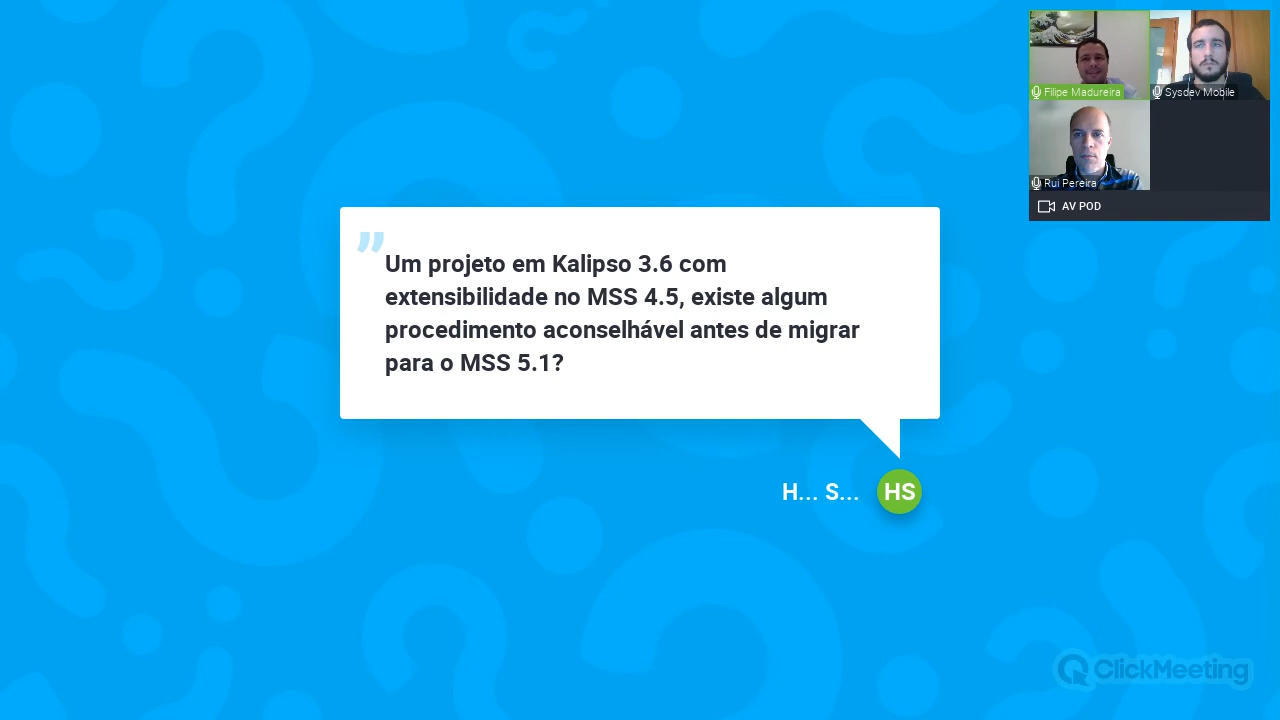 Filipe Madureira
Sysdev Mobile
Rui Pereira
AV POD
” Um projeto em Kalipso 3.6 com
extensibilidade no MSS 4.5, existe algum
procedimento aconselhável antes de migrar
para o MSS 5.1?
H... S... HS
ClickMeeting